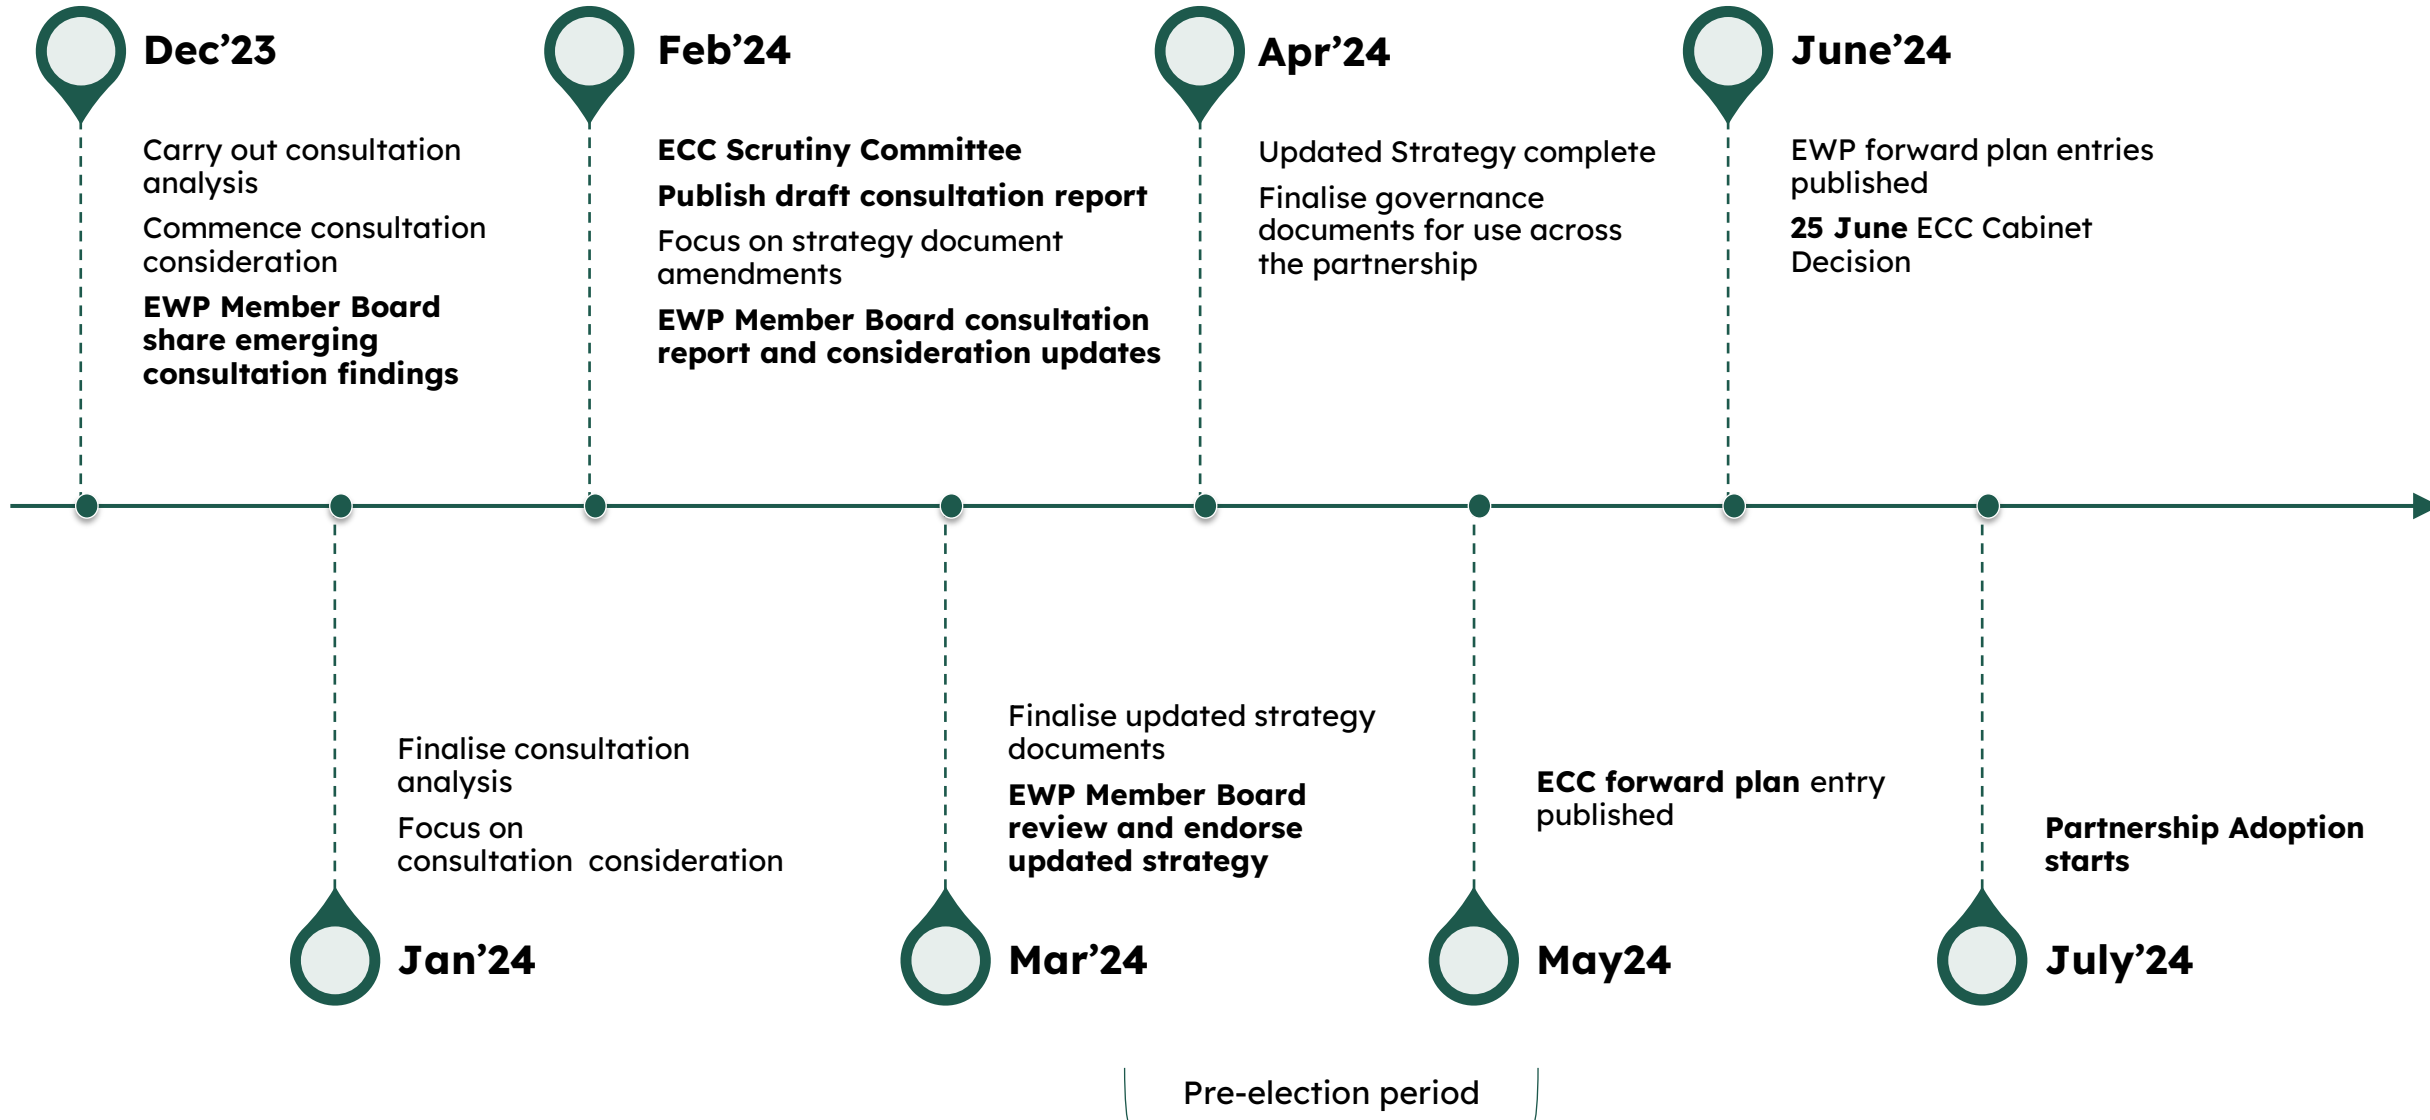 Dec’23
Carry out consultation
analysis
Commence consultation
consideration
EWP Member Board
share emerging
consultation findings
Feb’24
ECC Scrutiny Committee
Publish draft consultation report
Focus on strategy document
amendments
EWP Member Board consultation
report and consideration updates
Apr’24
Updated Strategy complete
Finalise governance
documents for use across
the partnership
June’24
EWP forward plan entries
published
25 June ECC Cabinet
Decision
Finalise consultation
analysis
Focus on
consultation  consideration
Jan’24
Finalise updated strategy
documents
EWP Member Board
review and endorse
updated strategy
Mar’24
ECC forward plan entry
published
May24
Partnership Adoption
starts
July’24
Pre-election period